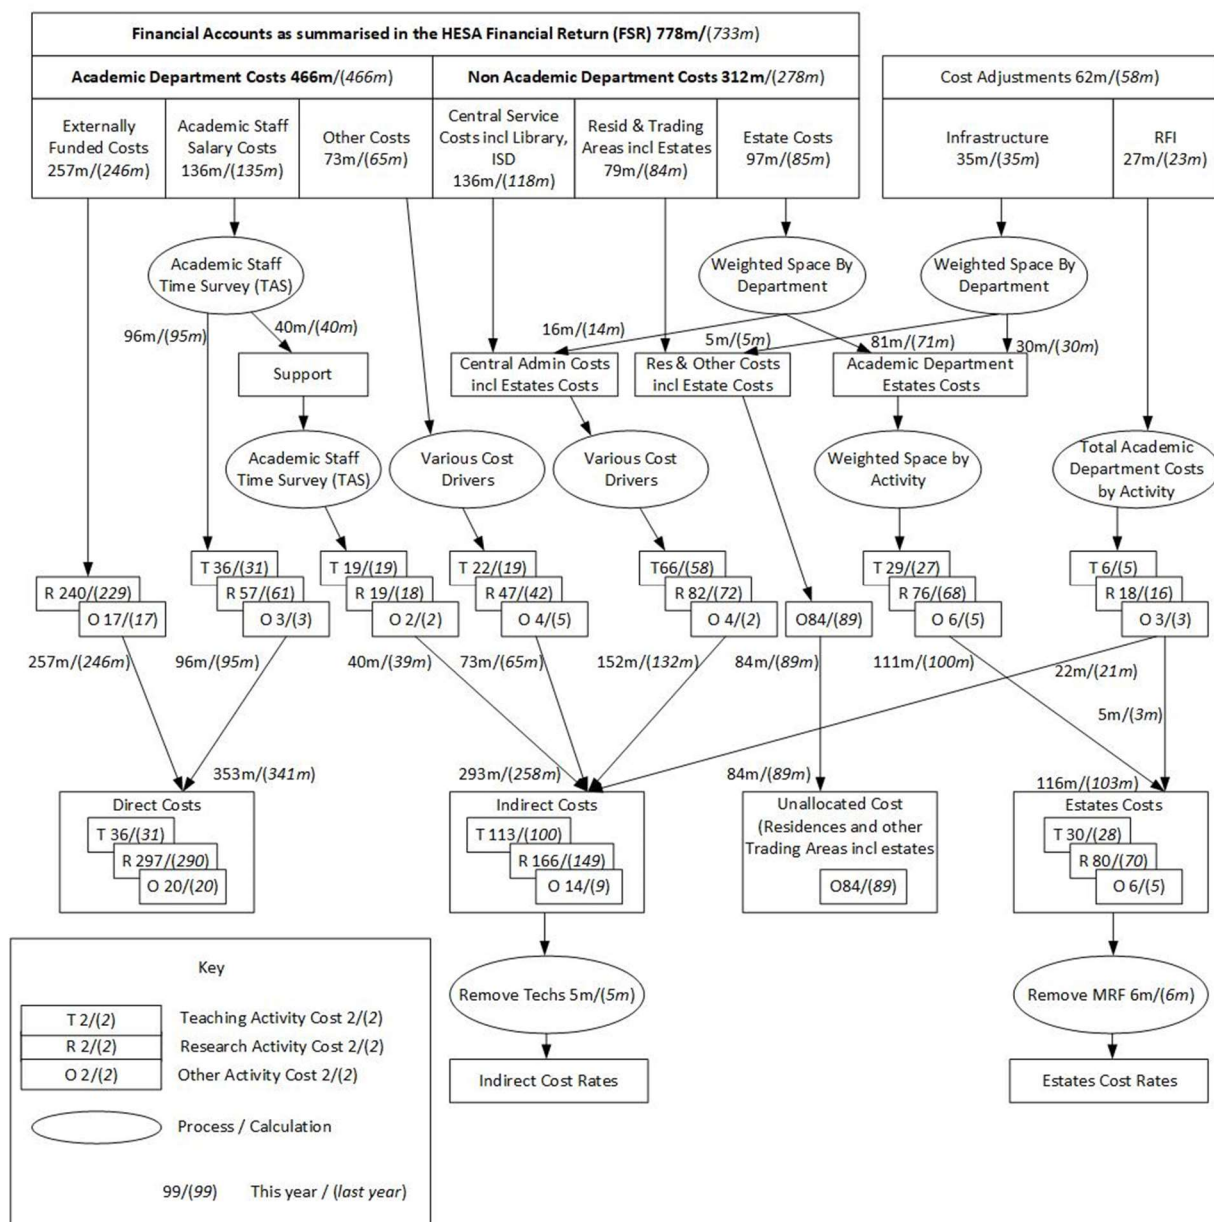 Financial Accounts as summarised in the HESA Financial Return (FSR) 778m/(733m)
Academic Department Costs 466m/(466m)
Non Academic Department Costs 312m/(278m)
Cost Adjustments 62m/(58m)
Externally
Funded Costs
257m/(246m)
Academic Staff
Salary Costs
136m/(135m)
Other Costs
73m/(65m)
Central Service
Costs incl Library,
ISD
136m/(118m)
Resid & Trading
Areas incl Estates
79m/(84m)
Estate Costs
97m/(85m)
Infrastructure
35m/(35m)
RFI
27m/(23m)
Academic Staff
Time Survey (TAS)
Weighted Space By
Department
Weighted Space By
Department
96m/(95m)
40m/(40m)
16m/(14m)
5m/(5m)
81m/(71m)
30m/(30m)
Support
Central Admin Costs
incl Estates Costs
Res & Other Costs
incl Estate Costs
Academic Department
Estates Costs
Academic Staff
Time Survey (TAS)
Various Cost
Drivers
Various Cost
Drivers
Weighted Space by
Activity
Total Academic
Department Costs
by Activity
R 240/(229)
O 17/(17)
T 36/(31)
R 57/(61)
O 3/(3)
T 19/(19)
R 19/(18)
O 2/(2)
T 22/(19)
R 47/(42)
O 4/(5)
T66/(58)
R 82/(72)
O 4/(2)
O84/(89)
T 29/(27)
R 76/(68)
O 6/(5)
T 6/(5)
R 18/(16)
O 3/(3)
257m/(246m)
96m/(95m)
40m/(39m)
73m/(65m)
152m/(132m)
84m/(89m)
111m/(100m)
22m/(21m)
5m/(3m)
353m/(341m)
293m/(258m)
84m/(89m)
116m/(103m)
Direct Costs
T 36/(31)
R 297/(290)
O 20/(20)
Indirect Costs
T 113/(100)
R 166/(149)
O 14/(9)
Unallocated Cost
(Residences and other
Trading Areas incl estates
O84/(89)
Estates Costs
T 30/(28)
R 80/(70)
O 6/(5)
Remove Techs 5m/(5m)
Remove MRF 6m/(6m)
Indirect Cost Rates
Estates Cost Rates
Key
T 2/(2) Teaching Activity Cost 2/(2)
R 2/(2) Research Activity Cost 2/(2)
O 2/(2) Other Activity Cost 2/(2)
Process / Calculation
99/(99) This year / (last year)